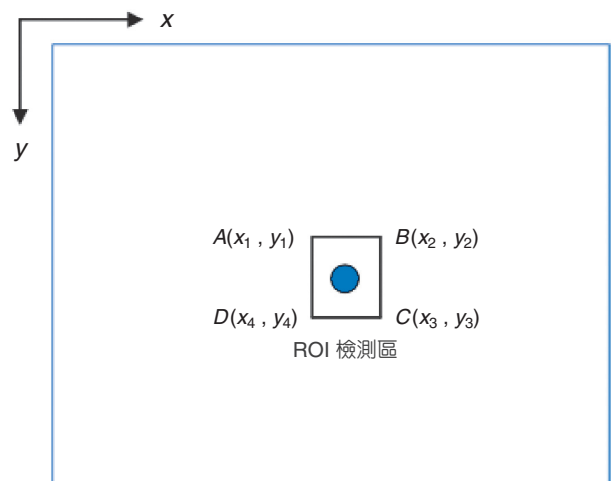 x
y
A(x₁ , y₁) B(x₂ , y₂)
D(x₄ , y₄) C(x₃ , y₃)
ROI 檢測區